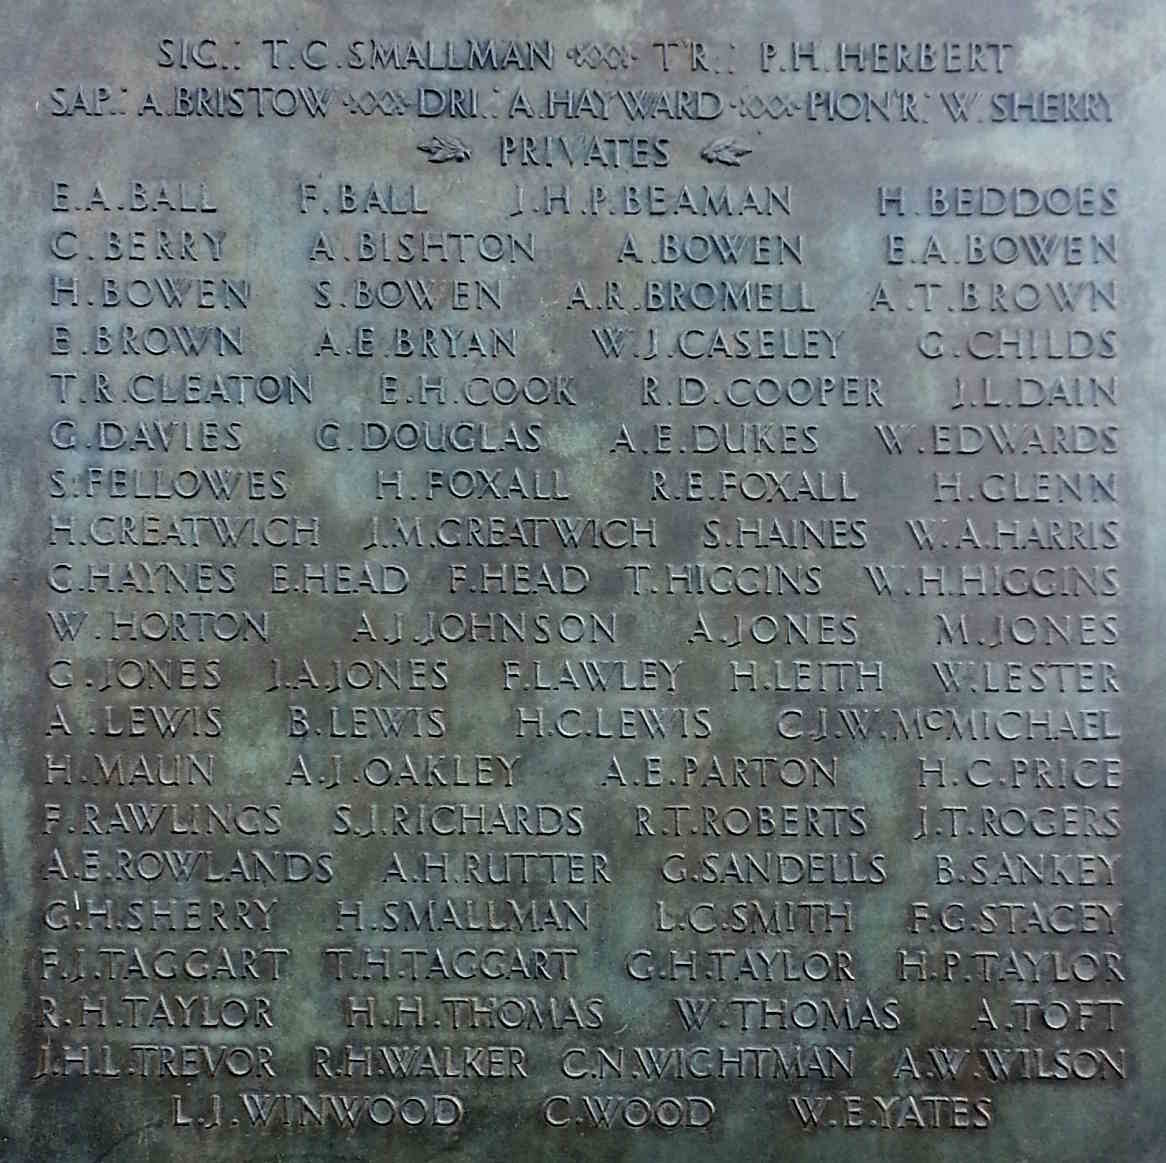 SIG.: T.C.SMALLMAN T'R.: P.H.HERBERT
SAP.: A.BRISTOW DRI.: A.HAYWARD PION'R: W.SHERRY
PRIVATES
E.A.BALL F.BALL J.H.P.BEAMAN H.BEDDOES
C.BERRY A.BISHTON A.BOWEN E.A.BOWEN
H.BOWEN S.BOWEN A.R.BROMELL A.T.BROWN
E.BROWN A.E.BRYAN W.J.CASELEY G.CHILDS
T.R.CLEATON E.H.COOK R.D.COOPER J.L.DAIN
G.DAVIES G.DOUGLAS A.E.DUKES W.EDWARDS
S.FELLOWES H.FOXALL R.E.FOXALL H.GLENN
H.GREATWICH J.M.GREATWICH S.HAINES W.A.HARRIS
G.HAYNES E.HEAD F.HEAD T.HIGGINS W.H.HIGGINS
W.HORTON A.J.JOHNSON A.JONES M.JONES
G.JONES J.A.JONES F.LAWLEY H.LEITH W.LESTER
A.LEWIS B.LEWIS H.C.LEWIS C.J.W.McMICHAEL
H.MAUN A.J.OAKLEY A.E.PARTON H.C.PRICE
F.RAWLINGS S.J.RICHARDS R.T.ROBERTS J.T.ROGERS
A.E.ROWLANDS A.H.RUTTER G.SANDELLS B.SANKEY
G.H.SHERRY H.SMALLMAN L.C.SMITH F.G.STACEY
F.J.TAGGART T.H.TAGGART G.H.TAYLOR H.P.TAYLOR
R.H.TAYLOR H.H.THOMAS W.THOMAS A.TOFT
J.H.L.TREVOR R.H.WALKER C.N.WIGHTMAN A.W.WILSON
L.J.WINWOOD C.WOOD W.E.YATES